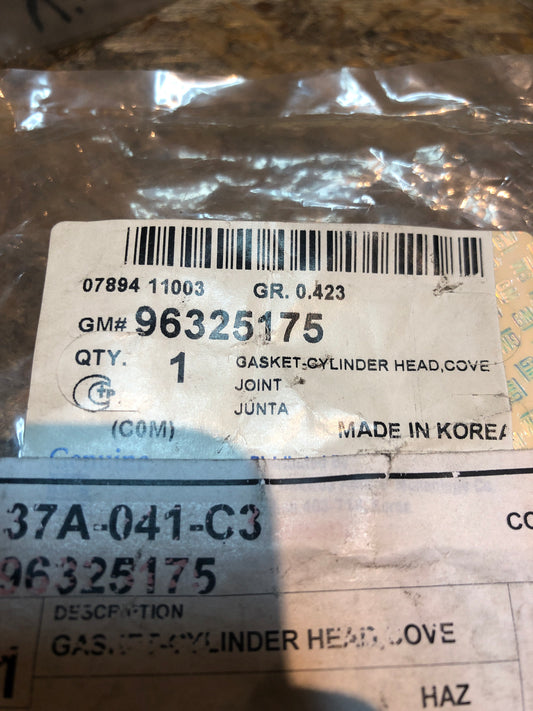 07894 11003 GR. 0.423
GM# 96325175
QTY. 1 GASKET-CYLINDER HEAD,COVE
JOINT
JUNTA
(C0M) MADE IN KOREA
Genuine
37A-041-C3
96325175
DESCRIPTION
GASKET-CYLINDER HEAD,COVE
HAZ